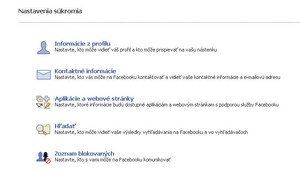 Nastavenia súkromia
Informácie z profilu
Nastavte, kto môže vidieť váš profil a kto môže prispievať na vašu nástenku
Kontaktné informácie
Nastavte, kto vás môže na Facebooku kontaktovať a vidieť vaše kontaktné informácie a e-mailovú adresu
Aplikácie a webové stránky
Nastavte, ktoré informácie budú dostupné aplikáciam a webovým stránkam s podporou služby Facebooku
Hľadať
Nastavte, kto môže vidieť vaše výsledky vyhľadávania na Facebooku a vo vyhľadávačoch
Zoznam blokovaných
Nastavte, kto s vami môže na Facebooku komunikovať